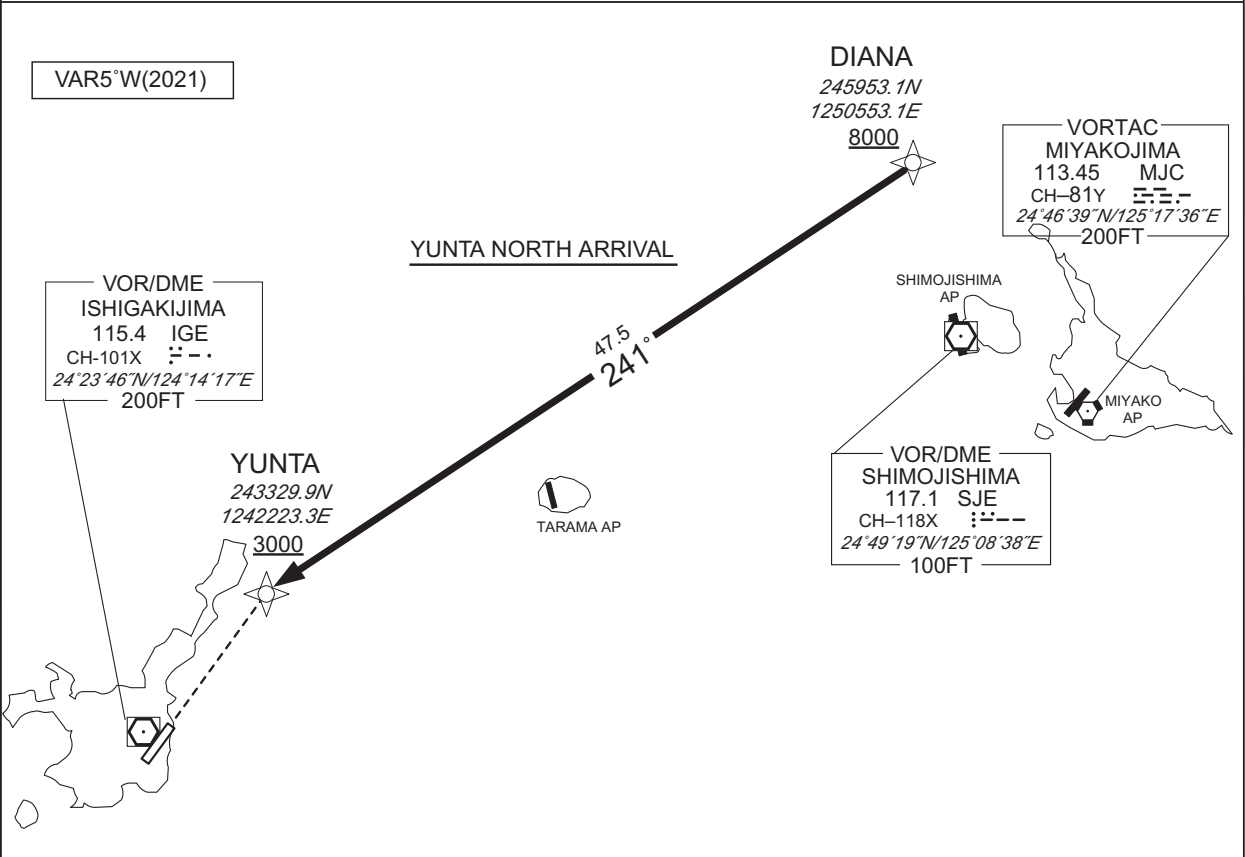 VAR5°W(2021)
DIANA
245953.1N
1250553.1E
8000
VORTAC
MIYAKOJIMA
113.45 MJC
CH–81Y
24°46′39″N/125°17′36″E
200FT
YUNTA NORTH ARRIVAL
VOR/DME
ISHIGAKIJIMA
115.4 IGE
CH-101X
24°23′46″N/124°14′17″E
200FT
SHIMOJISHIMA
AP
47.5
241°
MIYAKO
AP
YUNTA
243329.9N
1242223.3E
3000
TARAMA AP
VOR/DME
SHIMOJISHIMA
117.1 SJE
CH–118X
24°49′19″N/125°08′38″E
100FT